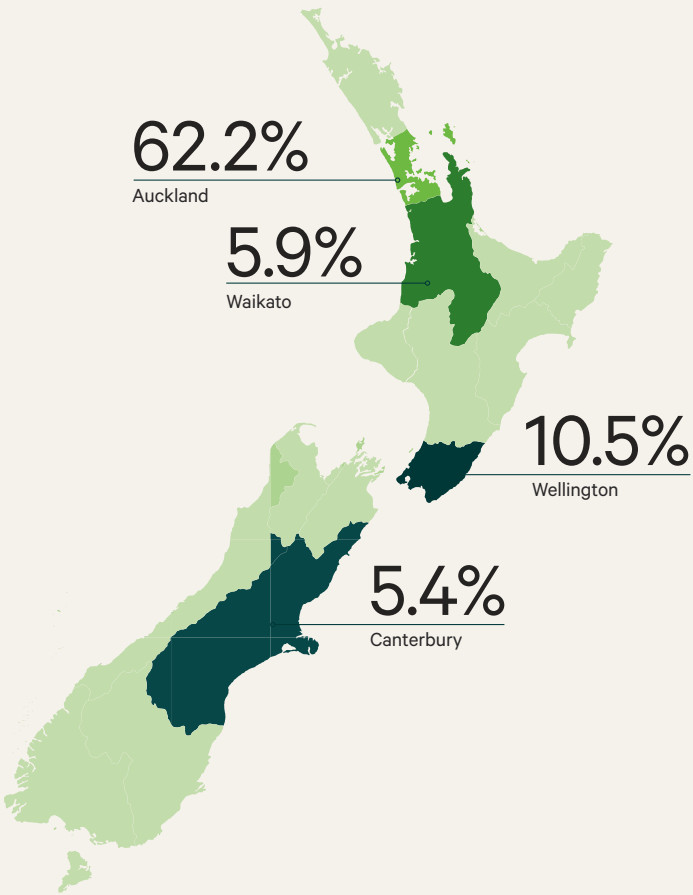 62.2%
Auckland
5.9%
Waikato
10.5%
Wellington
5.4%
Canterbury